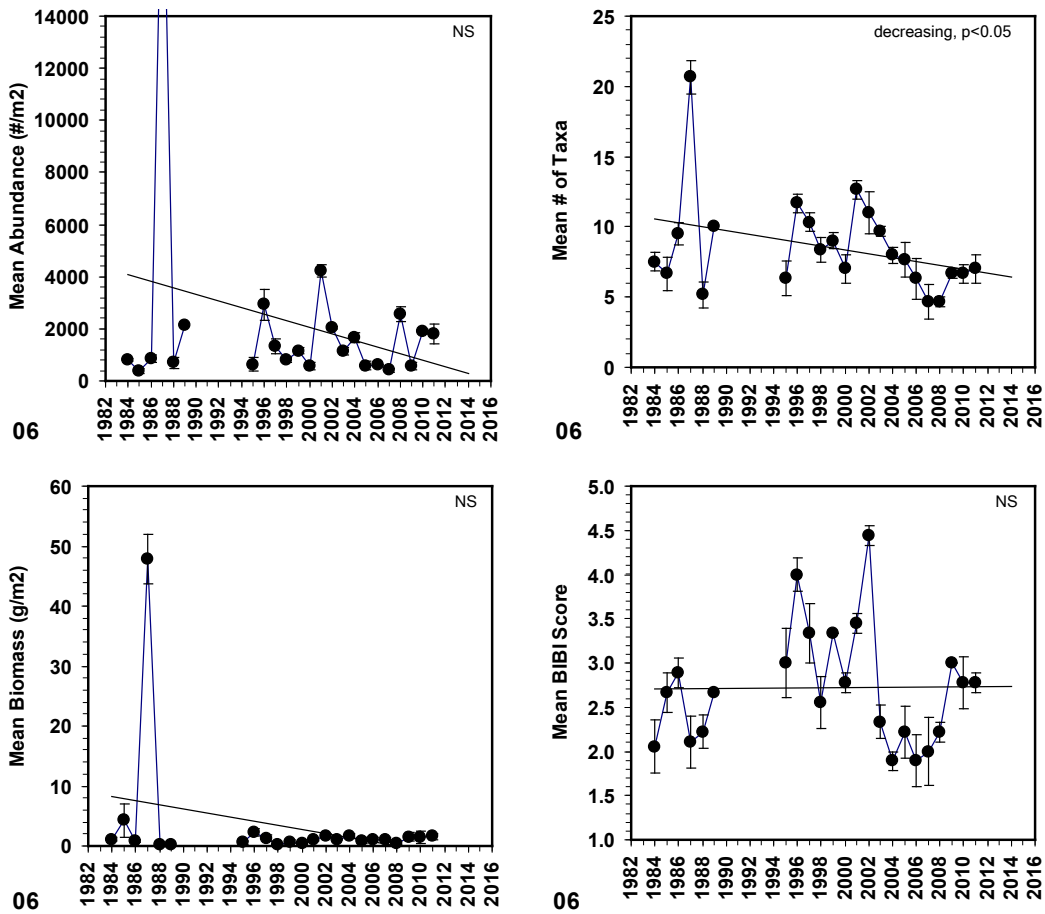 NS
Mean Abundance (#/m2)
14000
12000
10000
8000
6000
4000
2000
0
1982 1984 1986 1988 1990 1992 1994 1996 1998 2000 2002 2004 2006 2008 2010 2012 2014 2016
06
decreasing, p<0.05
Mean # of Taxa
25
20
15
10
5
0
1982 1984 1986 1988 1990 1992 1994 1996 1998 2000 2002 2004 2006 2008 2010 2012 2014 2016
06
NS
Mean Biomass (g/m2)
60
50
40
30
20
10
0
1982 1984 1986 1988 1990 1992 1994 1996 1998 2000 2002 2004 2006 2008 2010 2012 2014 2016
06
NS
Mean BIBI Score
5.0
4.5
4.0
3.5
3.0
2.5
2.0
1.5
1.0
1982 1984 1986 1988 1990 1992 1994 1996 1998 2000 2002 2004 2006 2008 2010 2012 2014 2016
06